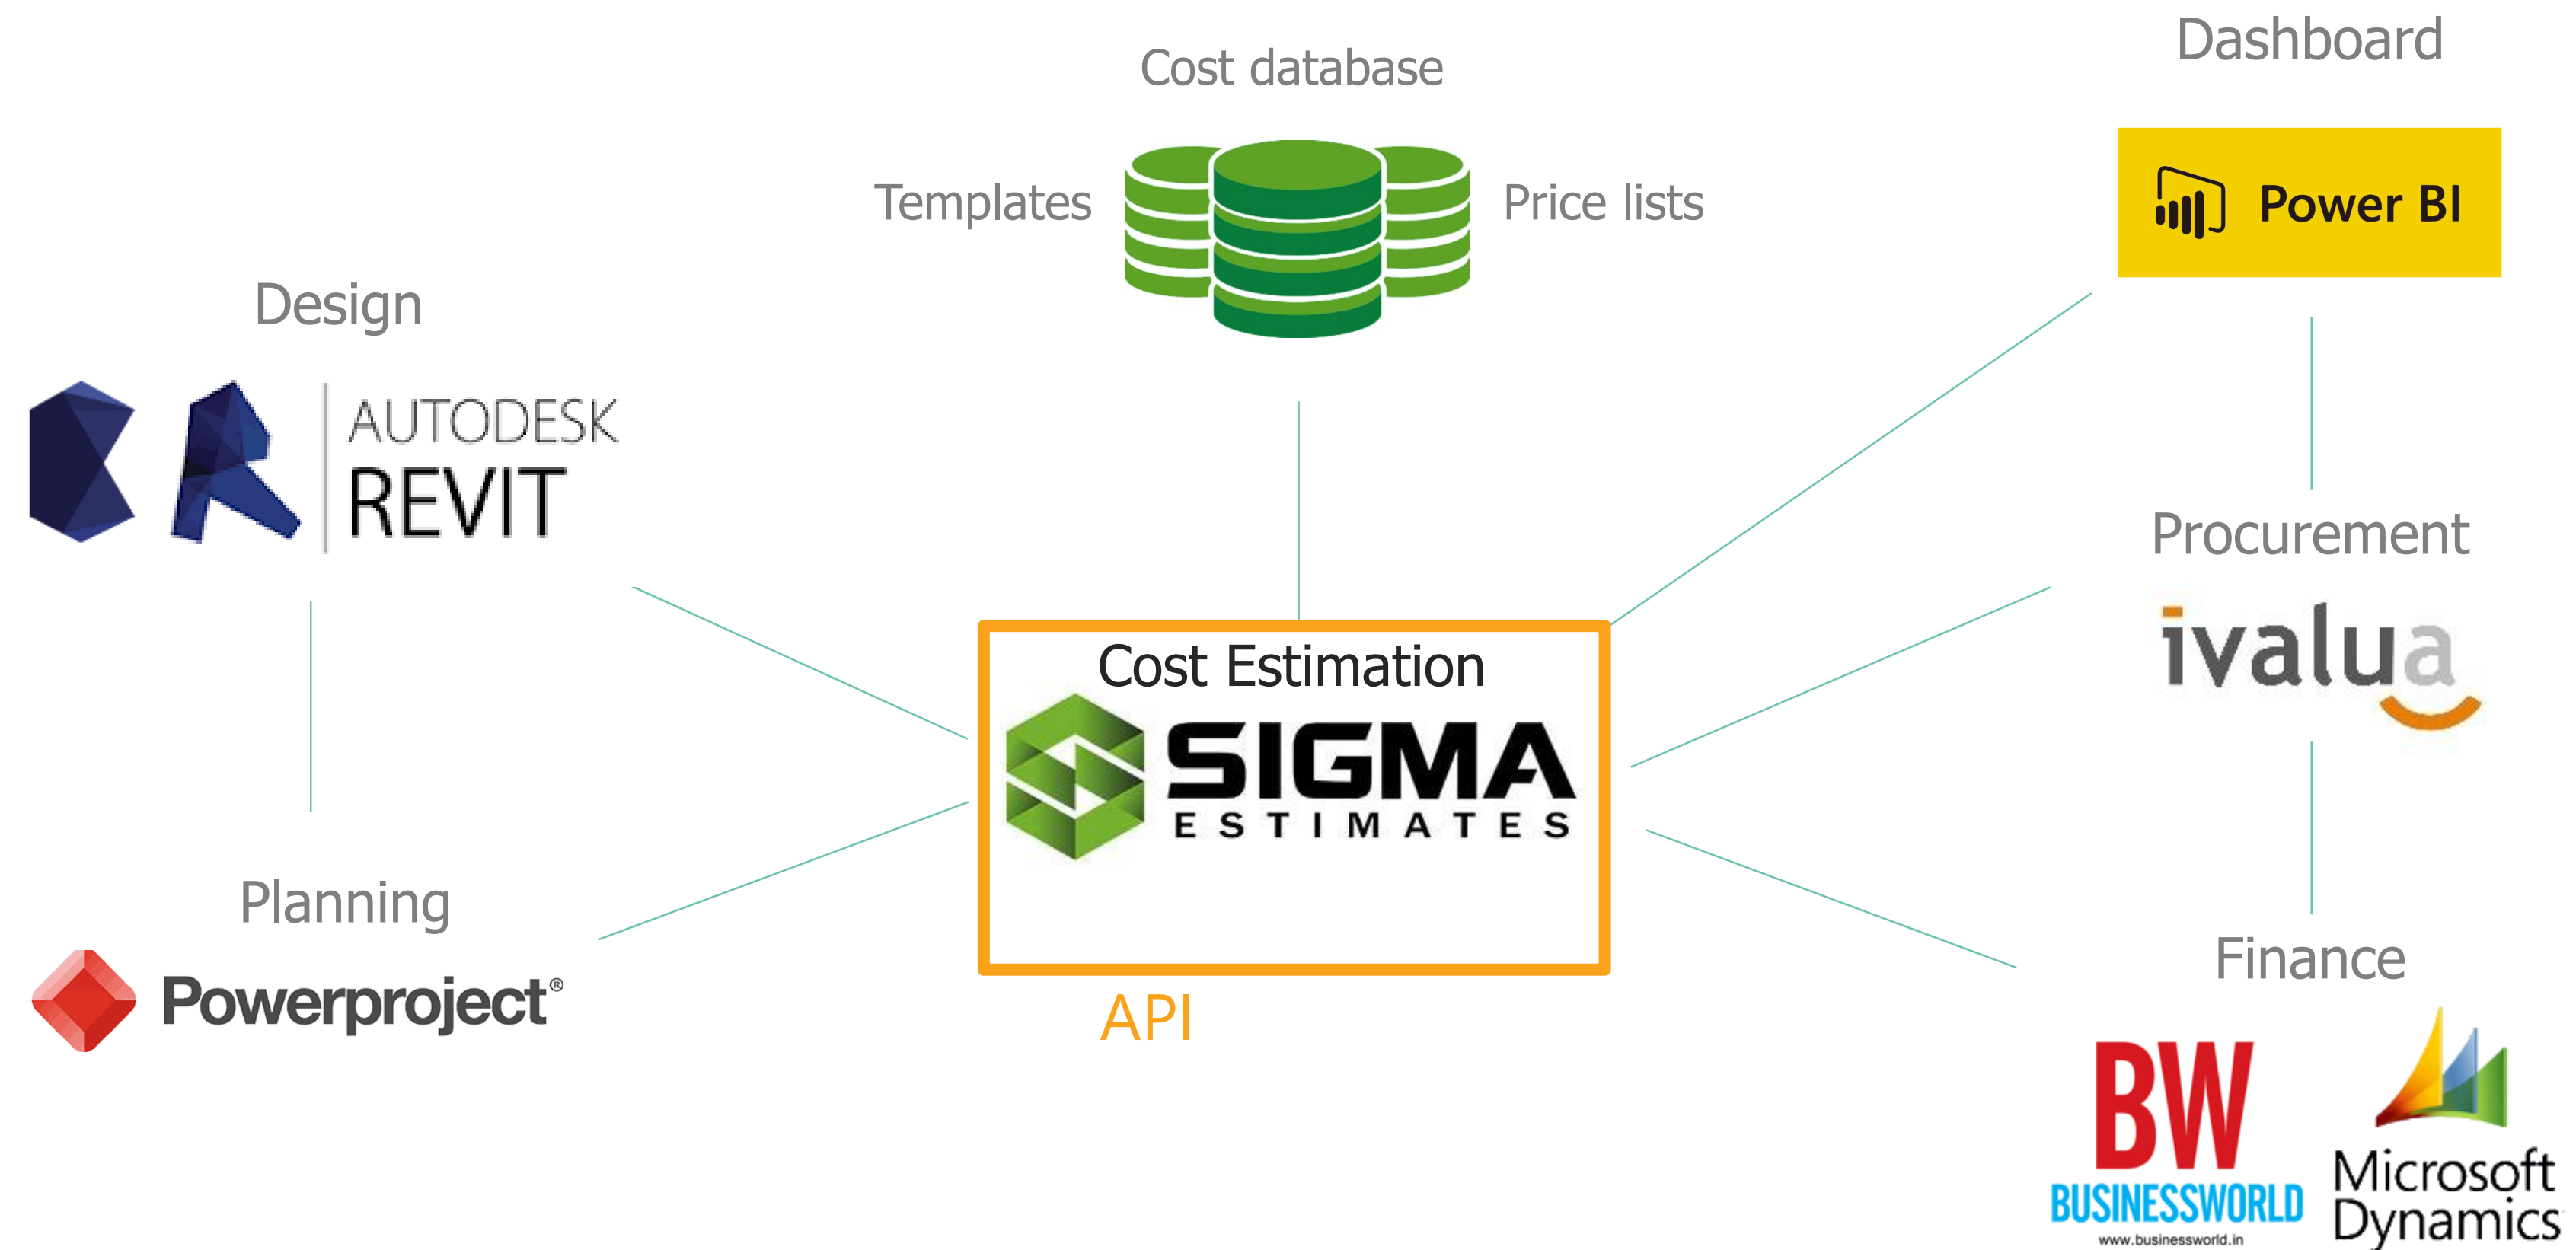 Dashboard
Cost database
Templates
Price lists
Power BI
Design
AUTODESK
REVIT
Procurement
ivalua
Cost Estimation
SIGMA
ESTIMATES
Planning
Powerproject®
API
Finance
BW
BUSINESSWORLD
www.businessworld.in
Microsoft
Dynamics